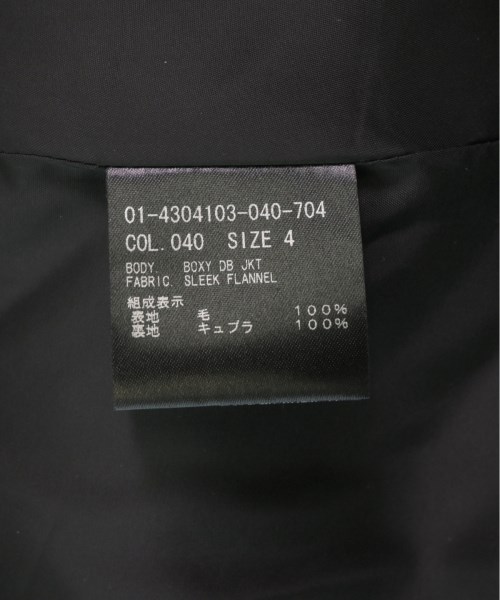 01-4304103-040-704
COL.040 SIZE 4
BODY. BOXY DB JKT
FABRIC. SLEEK FLANNEL
組成表示
表地 毛 100%
裏地 キュプラ 100%